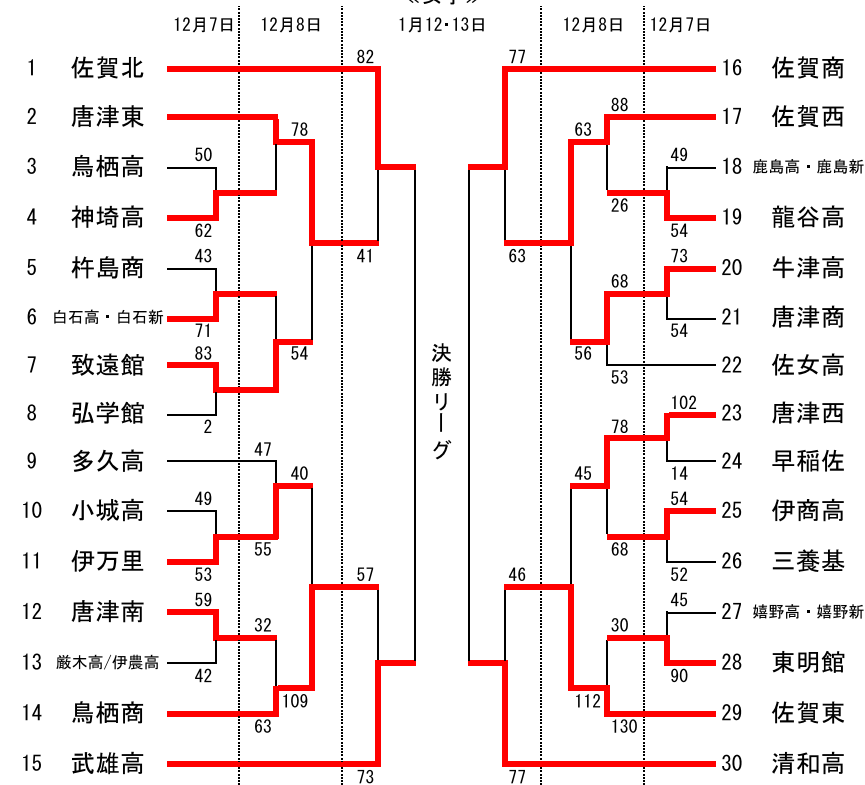 ≪女子≫
12月7日 12月8日 1月12・13日 12月8日 12月7日
1 佐賀北 82 77 16 佐賀商
2 唐津東 78 63 88 17 佐賀西
3 鳥栖高 50 49 18 鹿島高・鹿島新
4 神埼高 62 26 54 19 龍谷高
5 杵島商 43 41 63 68 73 20 牛津高
6 白石高・白石新 71 54 21 唐津商
7 致遠館 83 54 56 53 22 佐女高
8 弘学館 2 78 102 23 唐津西
9 多久高 47 40 45 14 24 早稲佐
10 小城高 49 54 25 伊商高
11 伊万里 53 55 68 52 26 三養基
12 唐津南 59 32 57 46 30 45 27 嬉野高・嬉野新
13 厳木高/伊農高 42 90 28 東明館
14 鳥栖商 63 109 112 130 29 佐賀東
15 武雄高 73 77 30 清和高
決勝リーグ